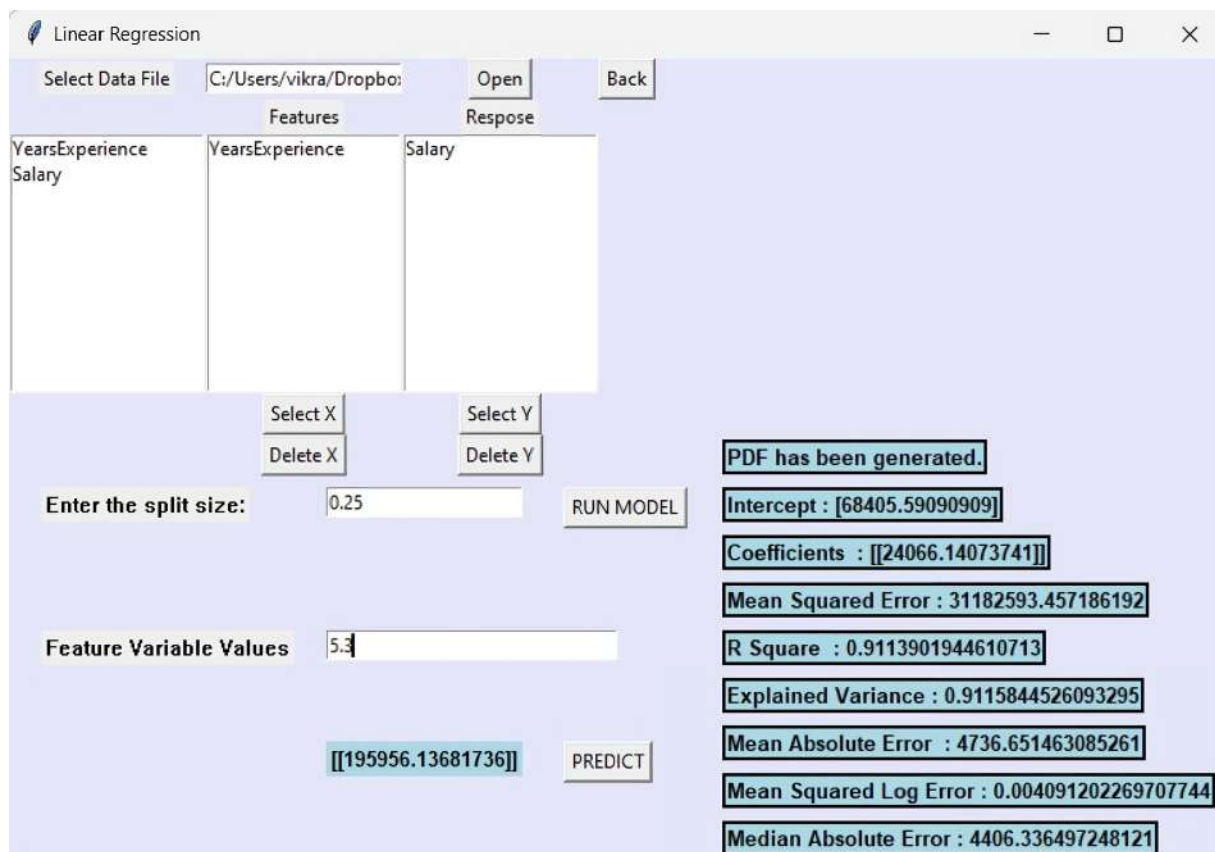 Linear Regression
Select Data File C:/Users/vikra/Dropbo Open Back
Features Respose
YearsExperience YearsExperience Salary
Salary
Select X Select Y
Delete X Delete Y
PDF has been generated.
Enter the split size: 0.25 RUN MODEL Intercept : [68405.59090909]
Coefficients : [[24066.14073741]]
Mean Squared Error : 31182593.457186192
Feature Variable Values 5.3 R Square : 0.9113901944610713
Explained Variance : 0.9115844526093295
[[195956.13681736]] PREDICT Mean Absolute Error : 4736.651463085261
Mean Squared Log Error : 0.004091202269707744
Median Absolute Error : 4406.336497248121